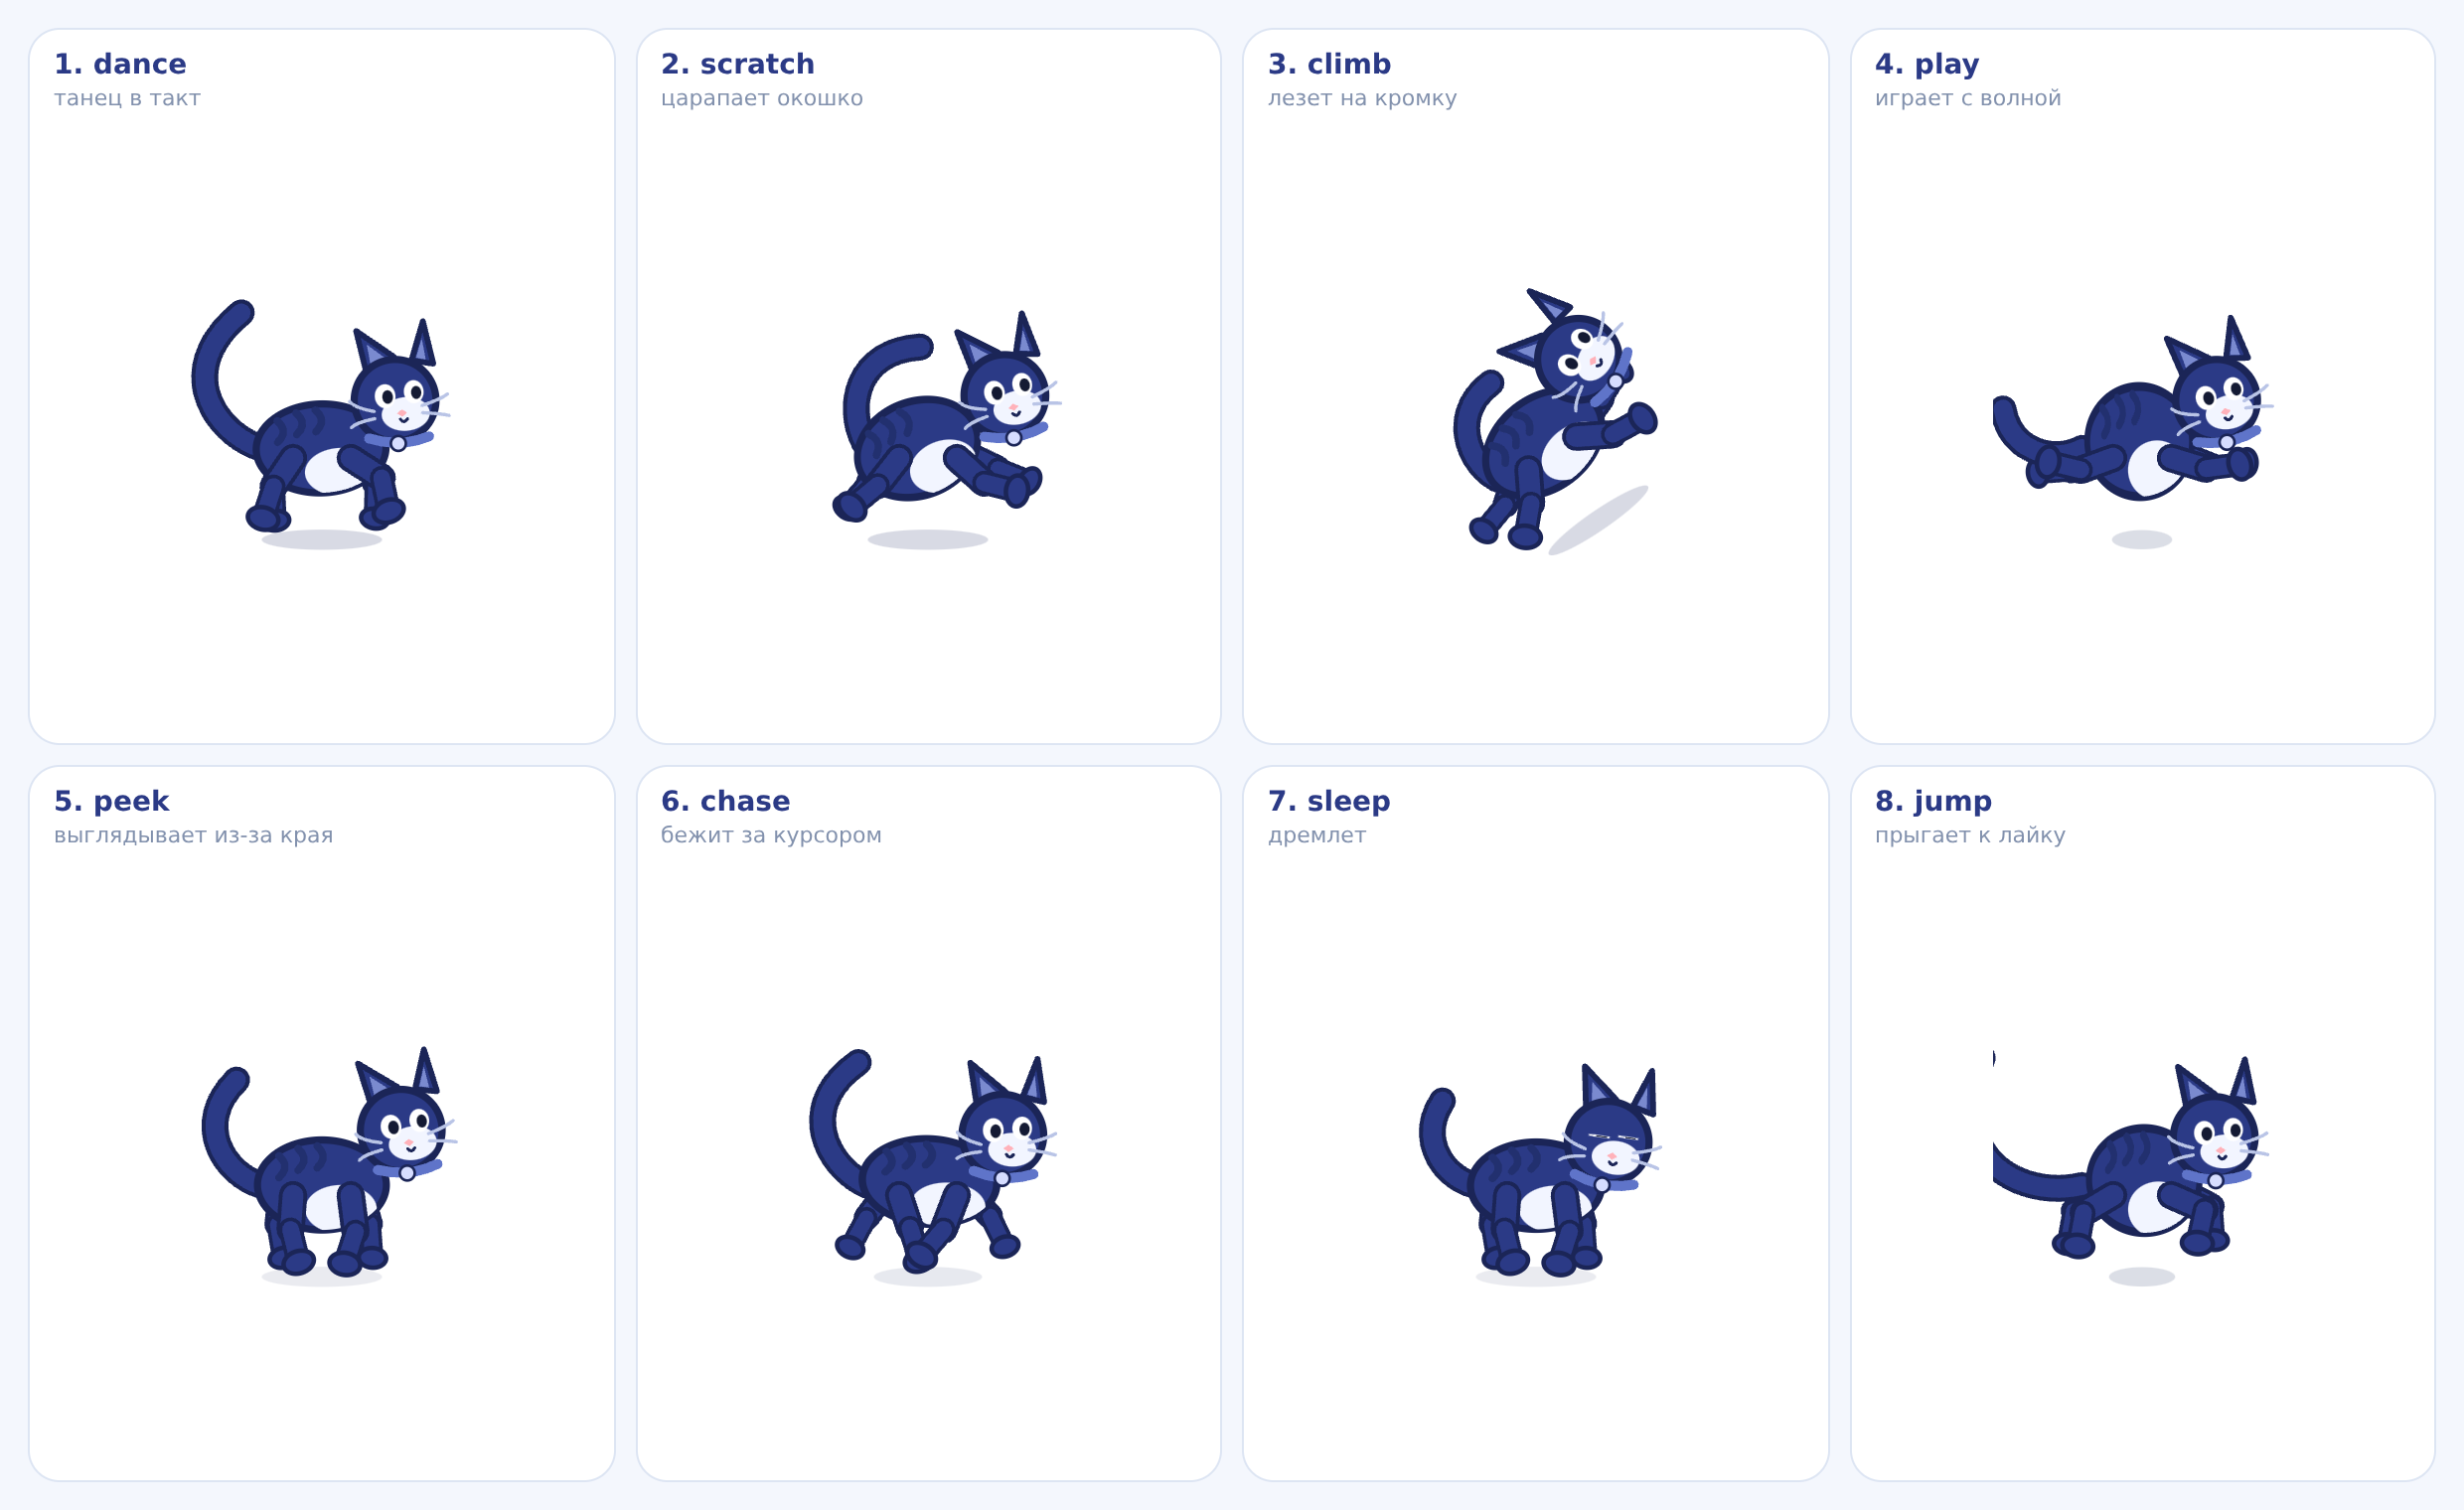 1. dance
танец в такт
2. scratch
царапает окошко
3. climb
лезет на кромку
4. play
играет с волной
5. peek
выглядывает из-за края
6. chase
бежит за курсором
7. sleep
дремлет
8. jump
прыгает к лайку